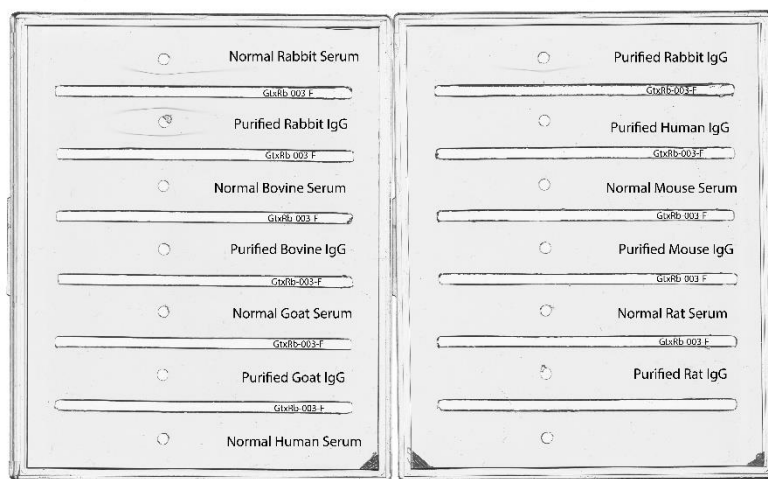 Normal Rabbit Serum
GtxRb 003 F
Purified Rabbit IgG
GtxRb 003 F
Normal Bovine Serum
GtxRb 003 F
Purified Bovine IgG
GtxRb-003-F
Normal Goat Serum
GtxRb-003-F
Purified Goat IgG
GtxRb-003-F
Normal Human Serum
Purified Rabbit IgG
GtxRb-003-F
Purified Human IgG
GtxRb-003-F
Normal Mouse Serum
GtxRb 003 F
Purified Mouse IgG
GtxRb 003 F
Normal Rat Serum
GtxRb 003 F
Purified Rat IgG